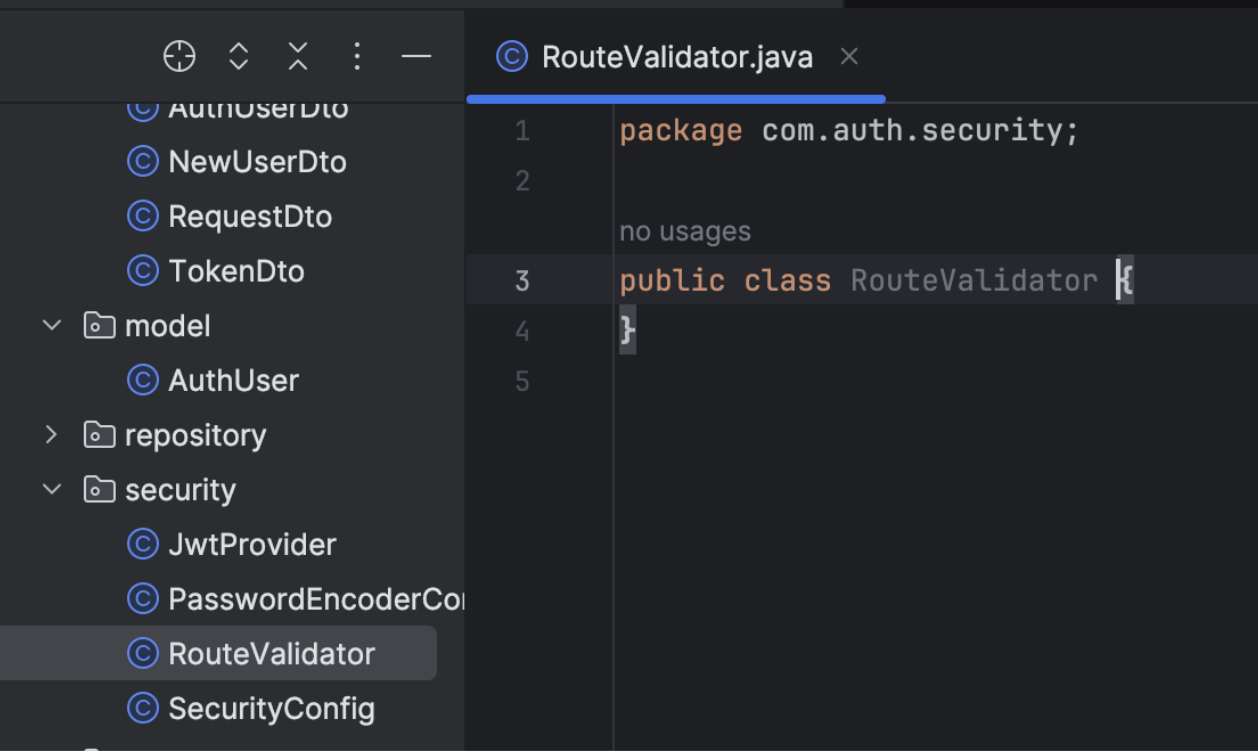 AuthUserDto
NewUserDto
RequestDto
TokenDto
model
AuthUser
repository
security
JwtProvider
PasswordEncoderCo
RouteValidator
SecurityConfig
RouteValidator.java
1 package com.auth.security;
2
no usages
3 public class RouteValidator {
4 }
5